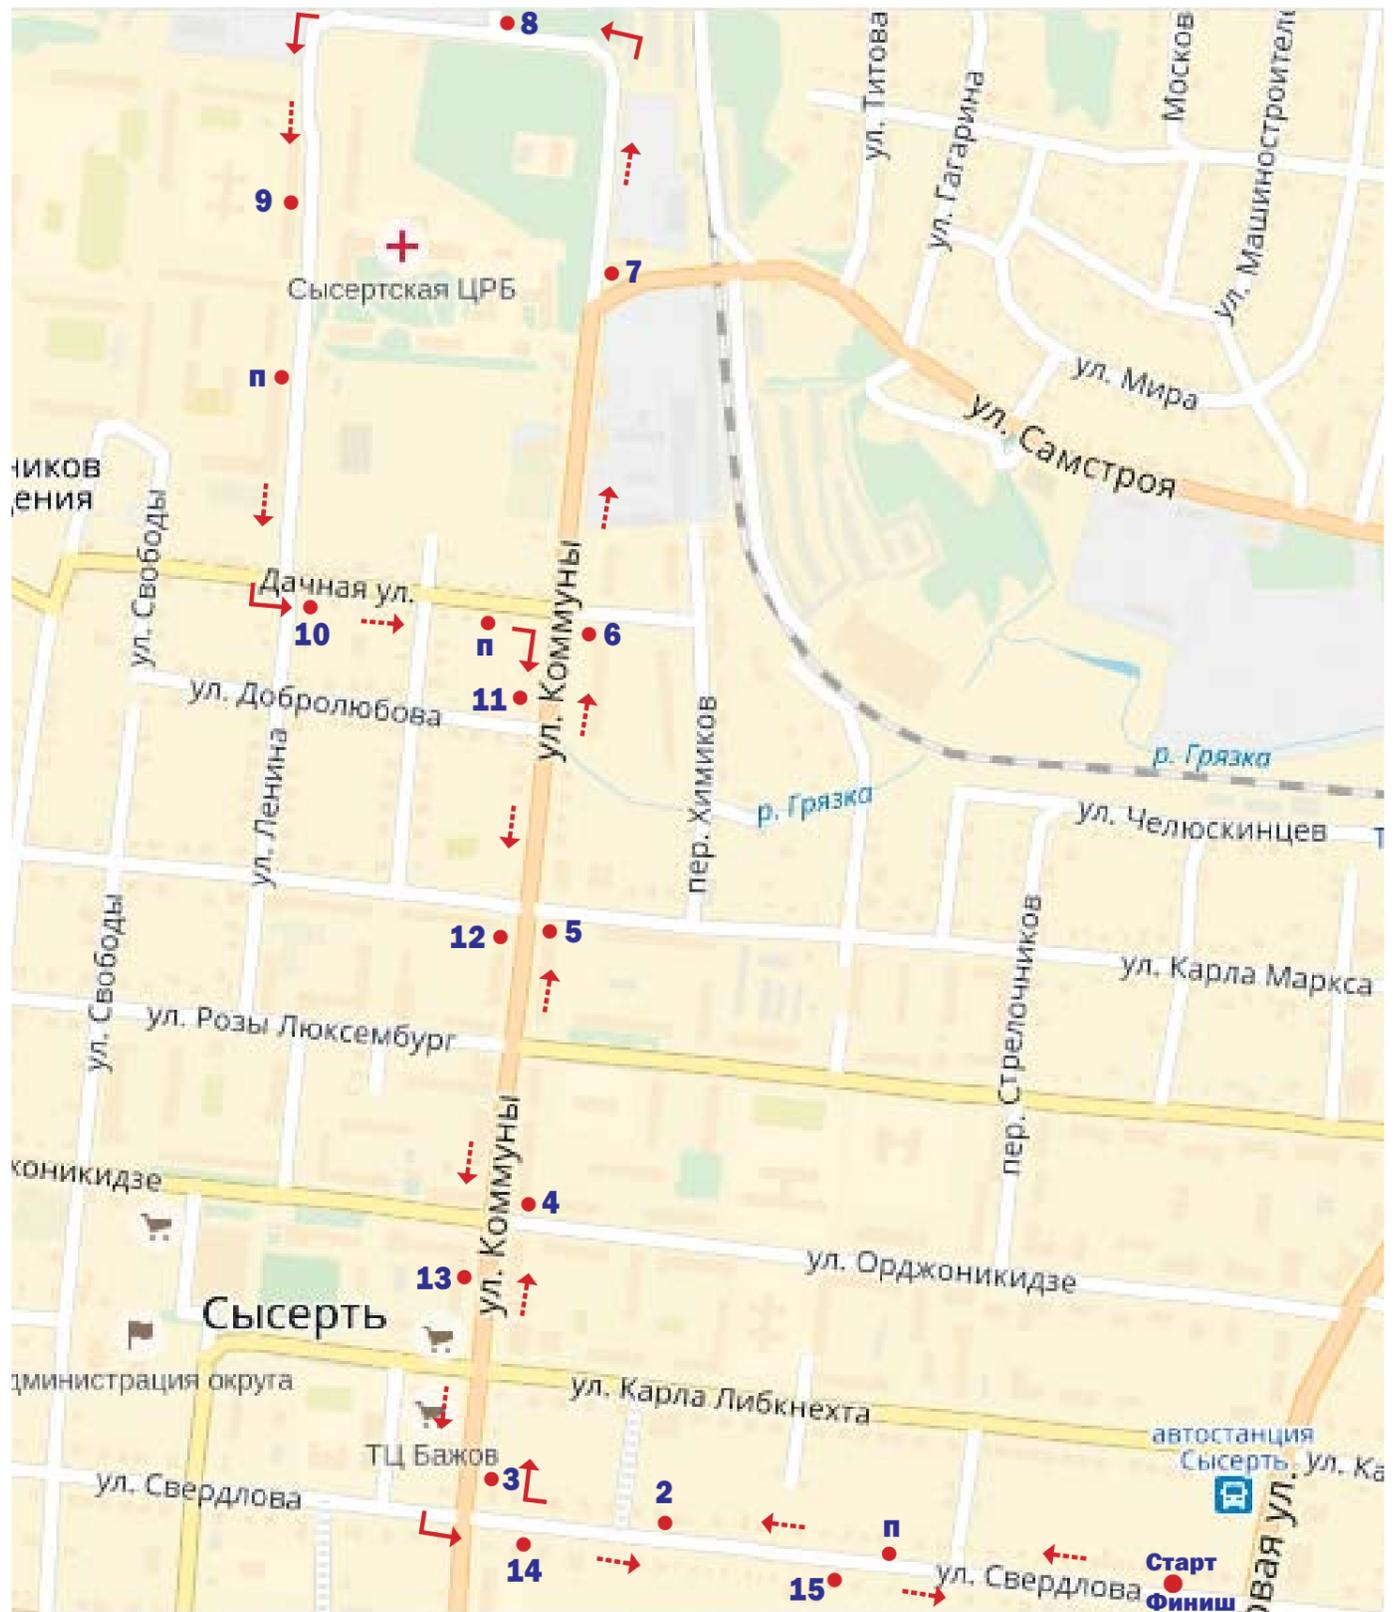 8
ул. Титова
ул. Гагарина
Москов
ул. Машиностроител
9
7
Сысертская ЦРБ
п
ул. Мира
ул. Самстроя
ников
ения
ул. Свободы
Дачная ул.
10
п
6
11
ул. Коммуны
ул. Добролюбова
ул. Ленина
пер. Химиков
р. Грязка
р. Грязка
ул. Челюскинцев
Т
ул. Свободы
12
5
пер. Стрелочников
ул. Карла Маркса
ул. Розы Люксембург
ул. Коммуны
коникидзе
4
13
ул. Орджоникидзе
Сысерть
дминистрация округа
ул. Карла Либкнехта
автостанция
Сысерть
ул. Ка
ТЦ Бажов
3
ул. Свердлова
2
п
14
15
ул. Свердлова
Старт
Финиш
овая ул.